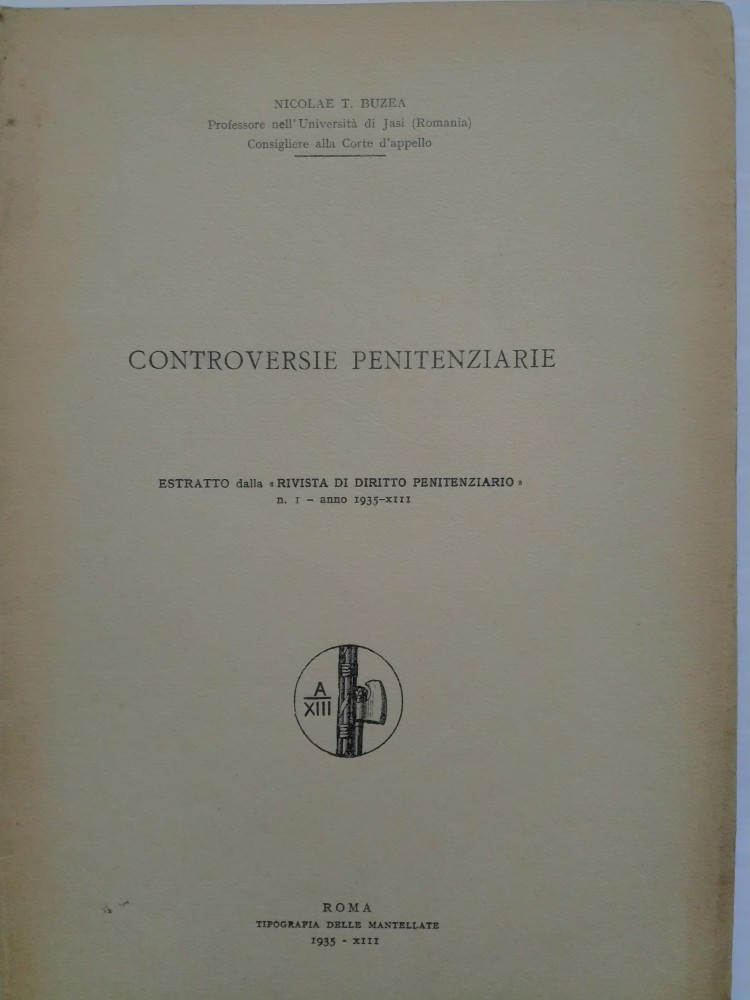 NICOLAE T. BUZEA
Professore nell'Università di Jasi (Romania)
Consigliere alla Corte d'appello
CONTROVERSIE PENITENZIARIE
ESTRATTO dalla « RIVISTA DI DIRITTO PENITENZIARIO »
n. 1 – anno 1935-XIII
A
XIII
ROMA
TIPOGRAFIA DELLE MANTELLATE
1935 - XIII